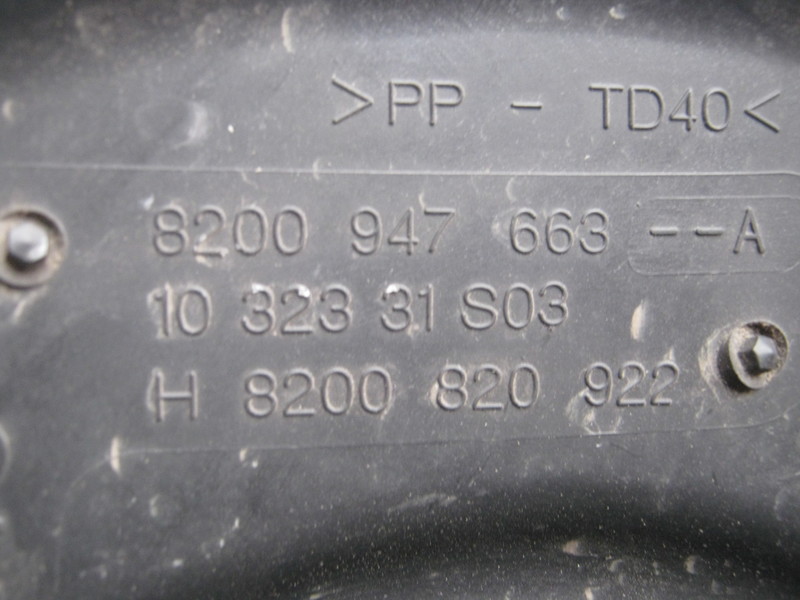 >PP - TD40<
8200 947 663 --A
10 323 31 S03
H 8200 820 922